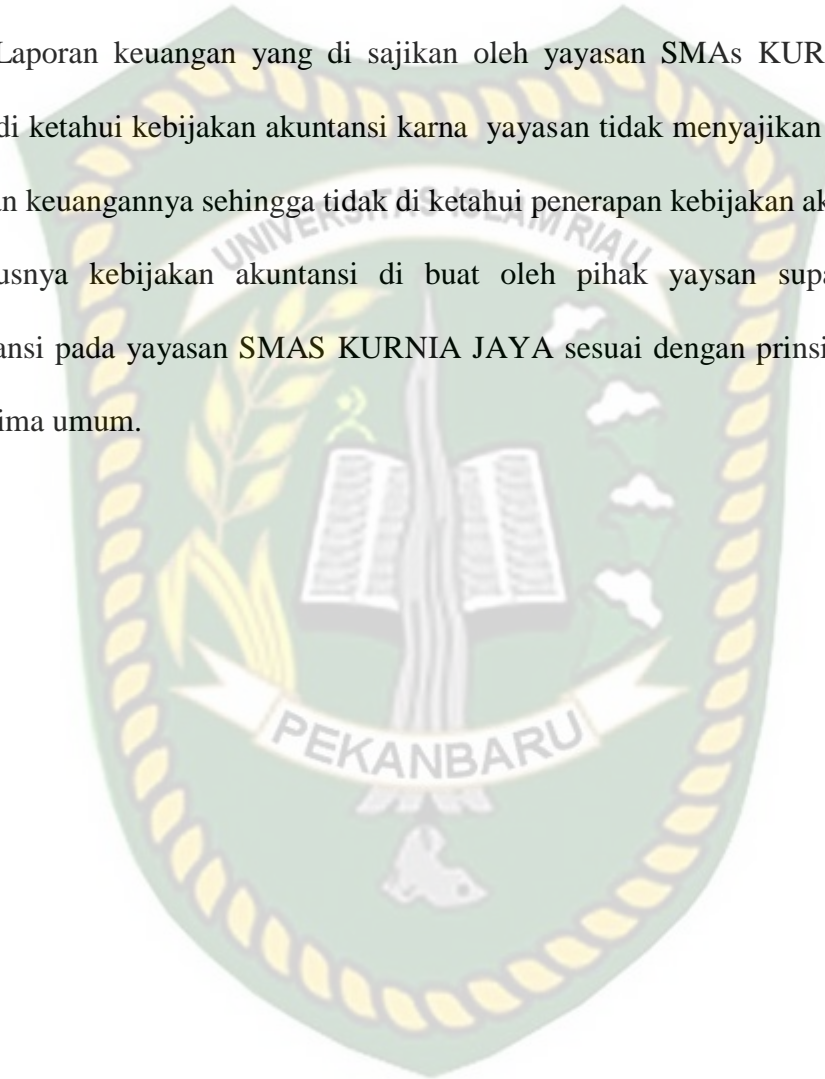 Laporan keuangan yang di sajikan oleh yayasan SMAs KUR
di ketahui kebijakan akuntansi karna yayasan tidak menyajikan
an keuangannya sehingga tidak di ketahui penerapan kebijakan ak
usnya kebijakan akuntansi di buat oleh pihak yaysan supa
ansi pada yayasan SMAS KURNIA JAYA sesuai dengan prinsi
ima umum.
UNIVERSITAS ISLAM RIAU
PEKANBARU